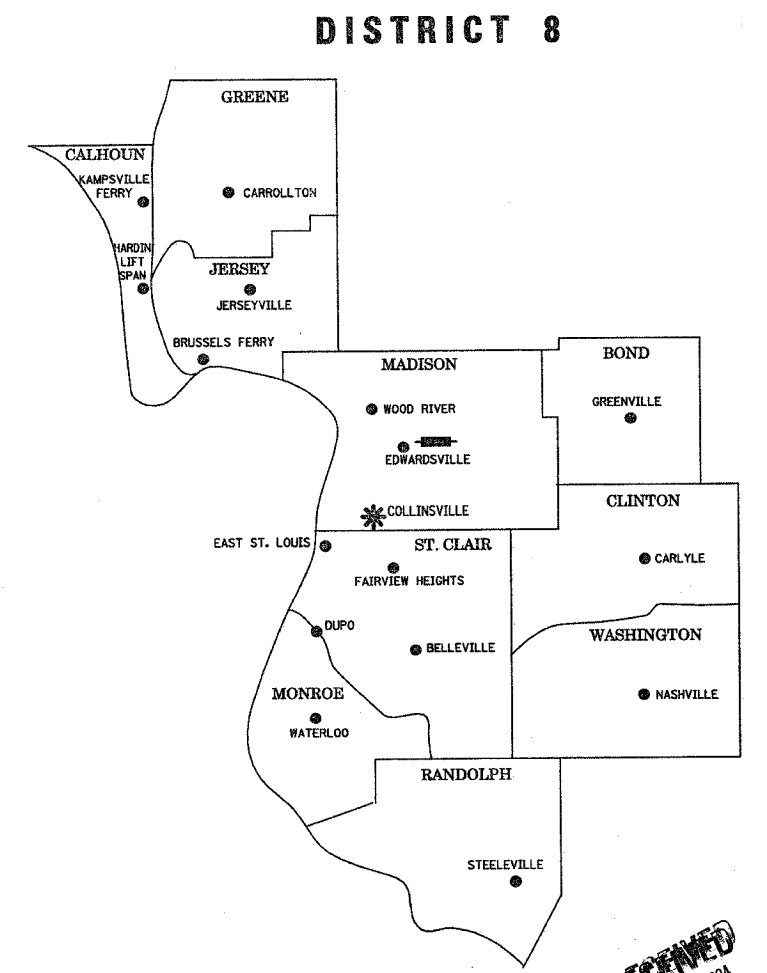 DISTRICT 8
GREENE
CALHOUN
KAMPSVILLE
FERRY
CARROLLTON
HARDIN
LIFT
SPAN
JERSEY
JERSEYVILLE
BRUSSELS FERRY
MADISON
BOND
WOOD RIVER
GREENVILLE
EDWARDSVILLE
COLLINSVILLE
CLINTON
EAST ST. LOUIS
ST. CLAIR
CARLYLE
FAIRVIEW HEIGHTS
DUPO
WASHINGTON
BELLEVILLE
MONROE
NASHVILLE
WATERLOO
RANDOLPH
STEELEVILLE
RECEIVED